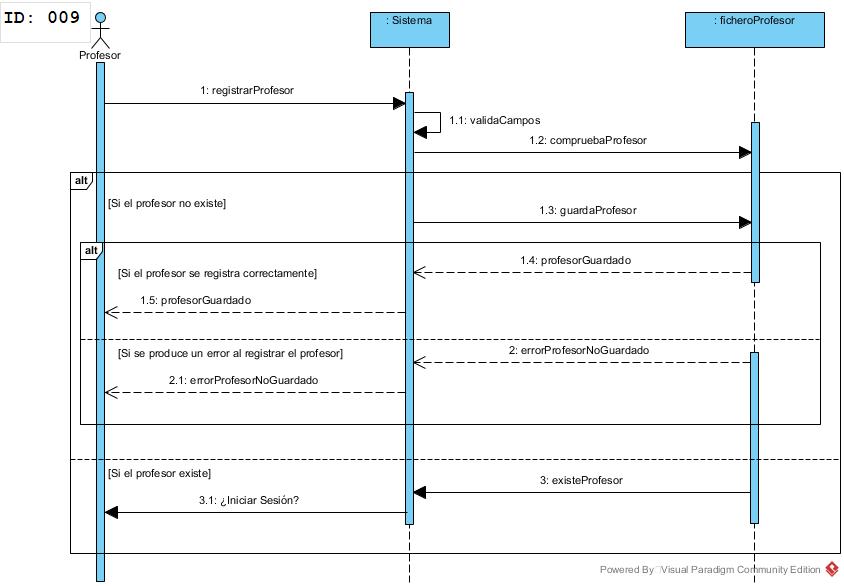 ID: 009
Profesor
: Sistema
: ficheroProfesor
1: registrarProfesor
1.1: validaCampos
1.2: compruebaProfesor
alt
[Si el profesor no existe]
1.3: guardaProfesor
alt
1.4: profesorGuardado
[Si el profesor se registra correctamente]
1.5: profesorGuardado
[Si se produce un error al registrar el profesor]
2: errorProfesorNoGuardado
2.1: errorProfesorNoGuardado
[Si el profesor existe]
3: existeProfesor
3.1: ¿Iniciar Sesión?
Powered By Visual Paradigm Community Edition